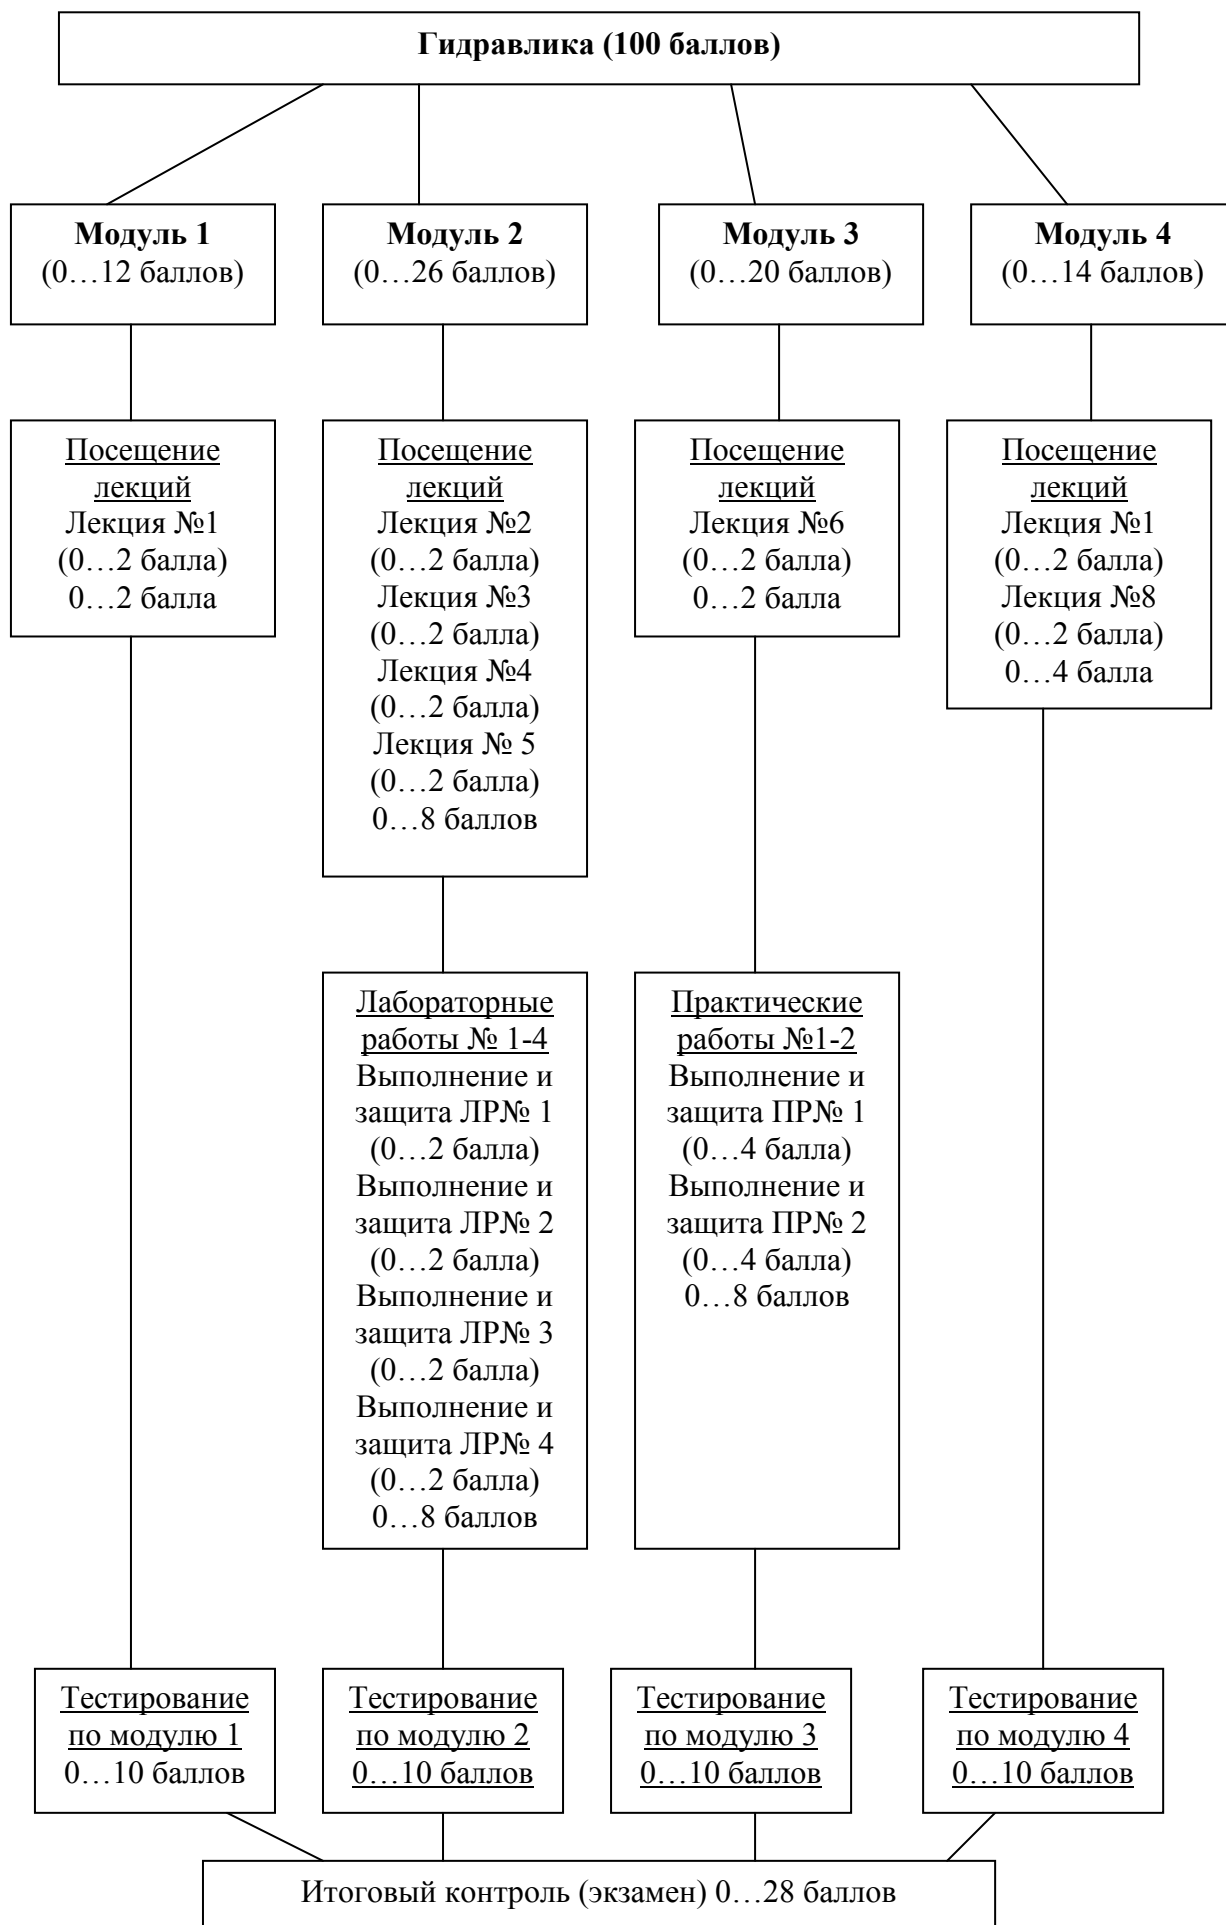 Гидравлика (100 баллов)
Модуль 1
(0…12 баллов)
Модуль 2
(0…26 баллов)
Модуль 3
(0…20 баллов)
Модуль 4
(0…14 баллов)
Посещение
лекций
Лекция №1
(0…2 балла)
0…2 балла
Посещение
лекций
Лекция №2
(0…2 балла)
Лекция №3
(0…2 балла)
Лекция №4
(0…2 балла)
Лекция № 5
(0…2 балла)
0…8 баллов
Посещение
лекций
Лекция №6
(0…2 балла)
0…2 балла
Посещение
лекций
Лекция №1
(0…2 балла)
Лекция №8
(0…2 балла)
0…4 балла
Лабораторные
работы № 1-4
Выполнение и
защита ЛР№ 1
(0…2 балла)
Выполнение и
защита ЛР№ 2
(0…2 балла)
Выполнение и
защита ЛР№ 3
(0…2 балла)
Выполнение и
защита ЛР№ 4
(0…2 балла)
0…8 баллов
Практические
работы №1-2
Выполнение и
защита ПР№ 1
(0…4 балла)
Выполнение и
защита ПР№ 2
(0…4 балла)
0…8 баллов
Тестирование
по модулю 1
0…10 баллов
Тестирование
по модулю 2
0…10 баллов
Тестирование
по модулю 3
0…10 баллов
Тестирование
по модулю 4
0…10 баллов
Итоговый контроль (экзамен) 0…28 баллов